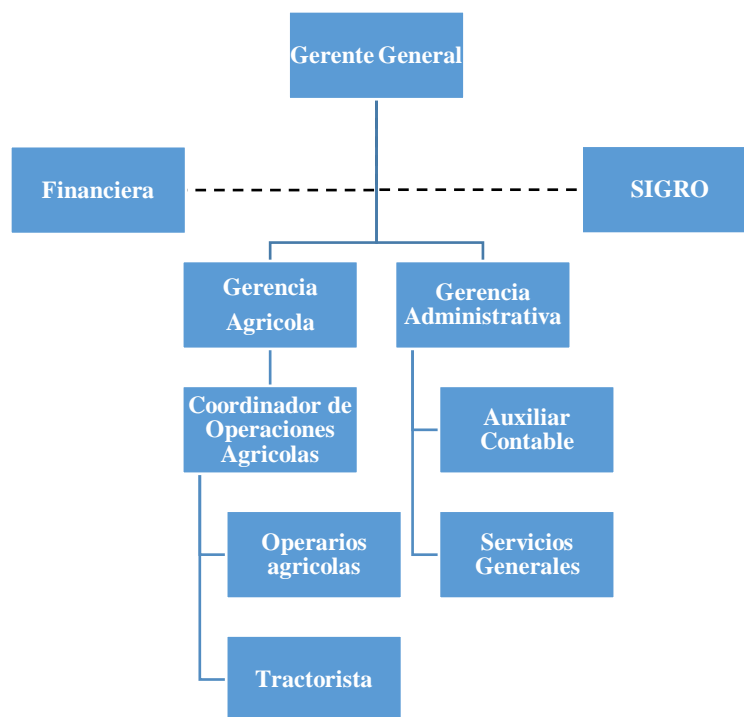 Gerente General
Financiera
SIGRO
Gerencia
Agricola
Gerencia
Administrativa
Coordinador de
Operaciones
Agricolas
Auxiliar
Contable
Operarios
agricolas
Servicios
Generales
Tractorista